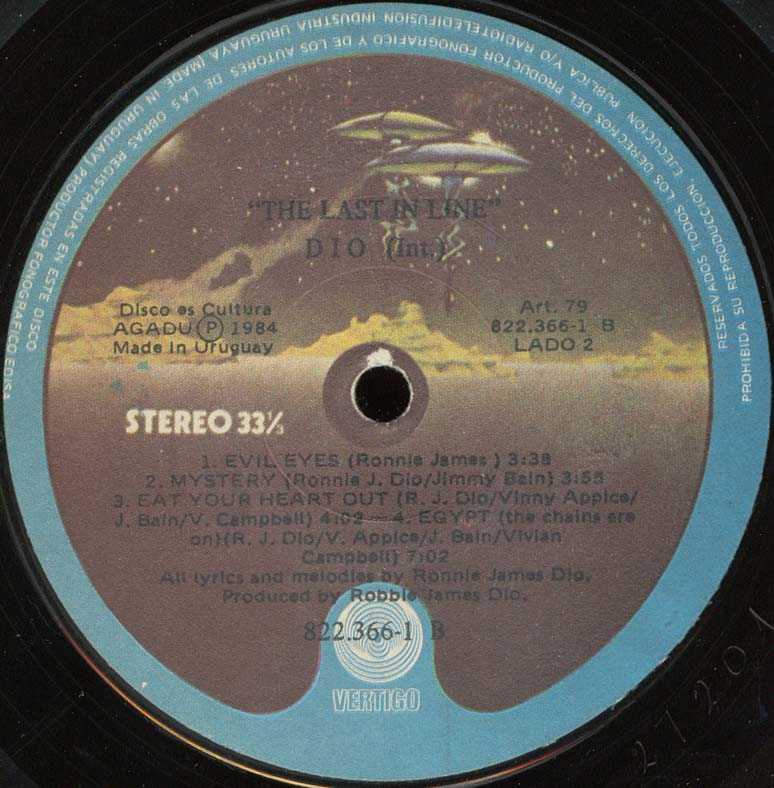 RESERVADOS TODOS LOS DERECHOS DEL PRODUCTOR FONOGRAFICO Y DE LOS AUTORES DE LAS OBRAS REGISTRADAS EN ESTE DISCO
PROHIBIDA SU REPRODUCCION, EJECUCION PUBLICA Y/O RADIOTELEDIFUSION INDUSTRIA URUGUAYA (MADE IN URUGUAY) PRODUCTOR FONOGRAFICO EDISA
"THE LAST IN LINE"
DIO (Int.)
Disco es Cultura
AGADU Ⓟ 1984
Made in Uruguay
Art. 79
822.366-1 B
LADO 2
STEREO 33⅓
1. EVIL EYES (Ronnie James ) 3:38
2. MYSTERY (Ronnie J. Dio/Jimmy Bain) 3:55
3. EAT YOUR HEART OUT (R. J. Dio/Vinny Appice/
J. Bain/V. Campbell) 4:02 — 4. EGYPT (the chains are
on)(R. J. Dio/V. Appice/J. Bain/Vivian
Campbell) 7:02
All lyrics and melodies by Ronnie James Dio.
Produced by Robbie James Dio.
822.366-1 B
VERTIGO
27201